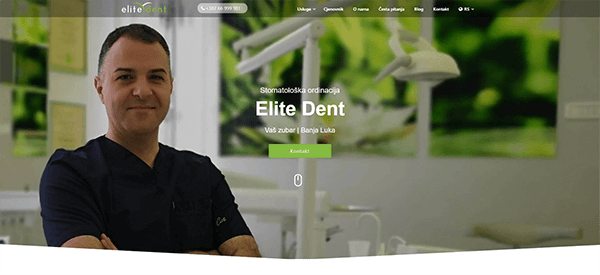 elite dent
+387 66 999 981
Usluge
Cjenovnik
O nama
Česta pitanja
Blog
Kontakt
RS
Stomatološka ordinacija
Elite Dent
Vaš zubar | Banja Luka
Kontakt